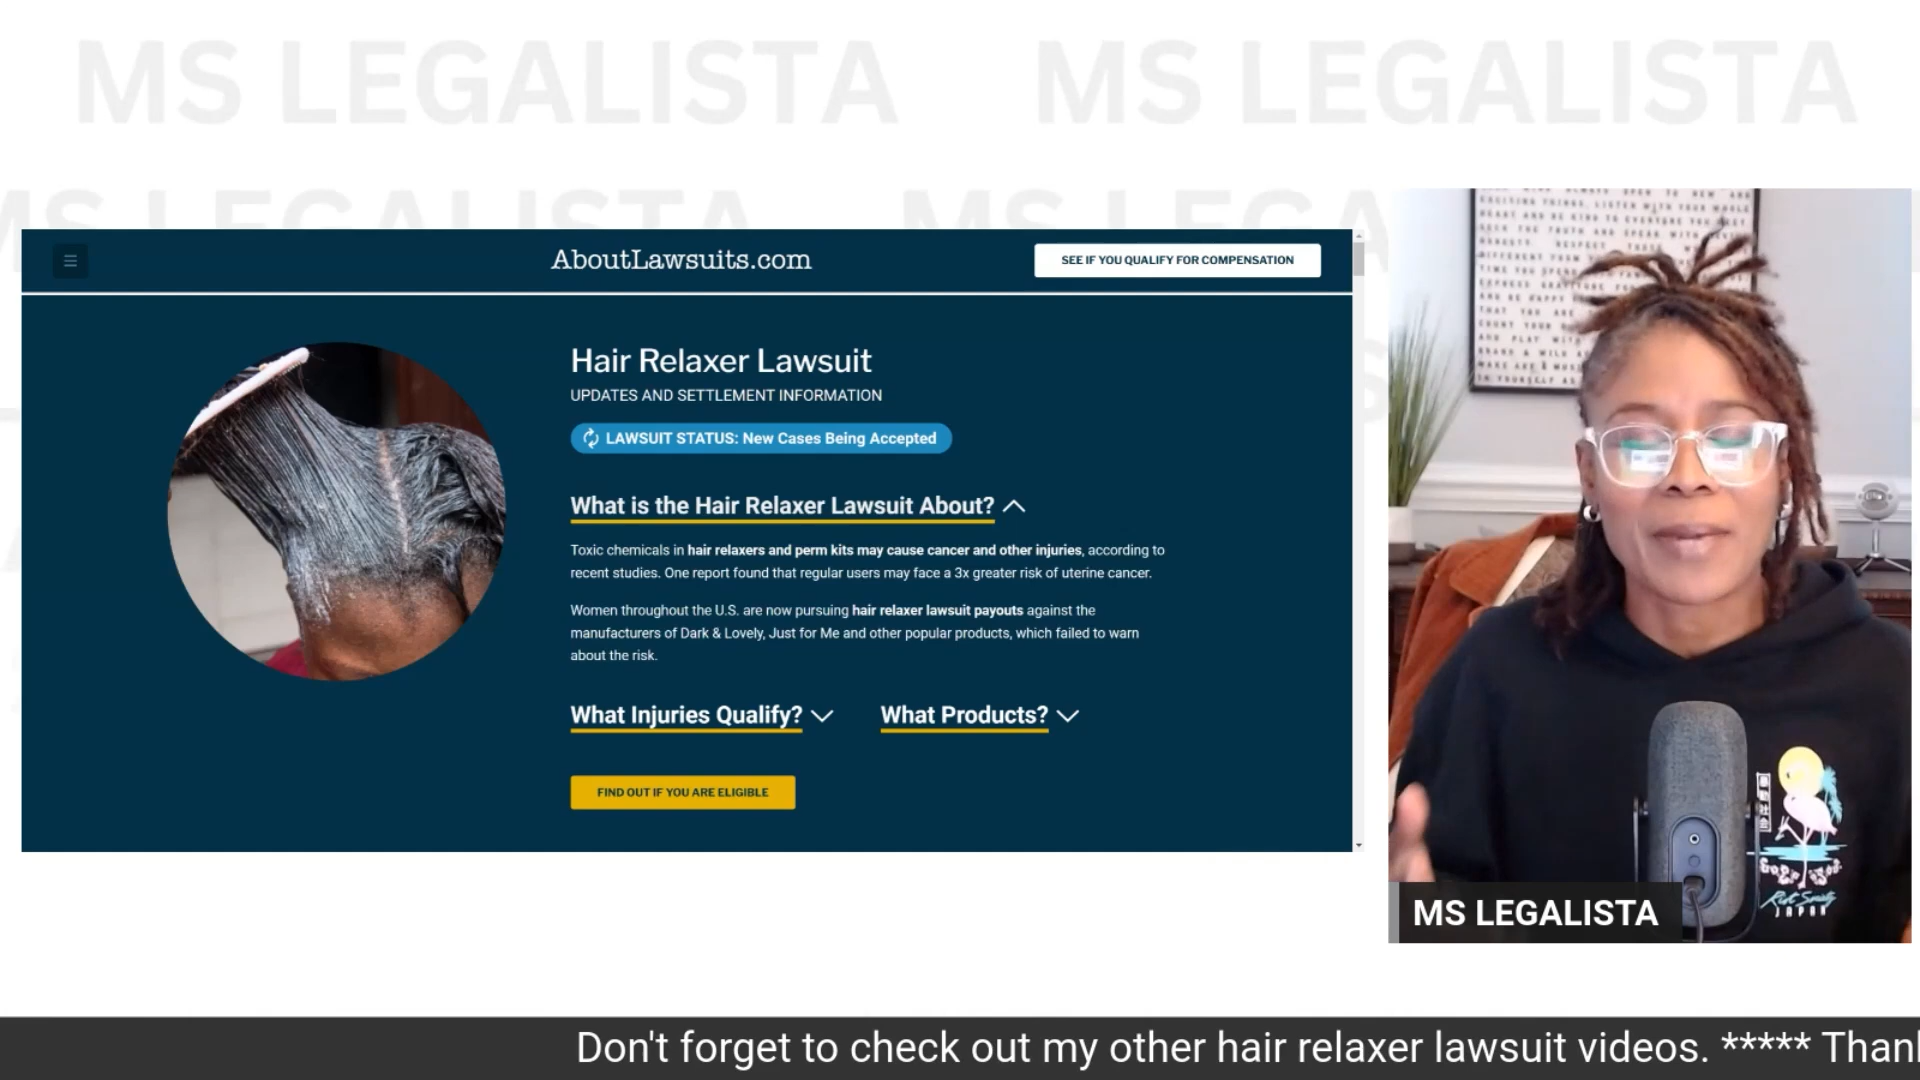 MS LEGALISTA MS LEGALISTA
MS LEGALISTA MS LEGA
AboutLawsuits.com
SEE IF YOU QUALIFY FOR COMPENSATION
Hair Relaxer Lawsuit
UPDATES AND SETTLEMENT INFORMATION
LAWSUIT STATUS: New Cases Being Accepted
What is the Hair Relaxer Lawsuit About?
Toxic chemicals in hair relaxers and perm kits may cause cancer and other injuries, according to
recent studies. One report found that regular users may face a 3x greater risk of uterine cancer.
Women throughout the U.S. are now pursuing hair relaxer lawsuit payouts against the
manufacturers of Dark & Lovely, Just for Me and other popular products, which failed to warn
about the risk.
What Injuries Qualify? What Products?
FIND OUT IF YOU ARE ELIGIBLE
JAPAN
MS LEGALISTA
Don't forget to check out my other hair relaxer lawsuit videos. ***** Than